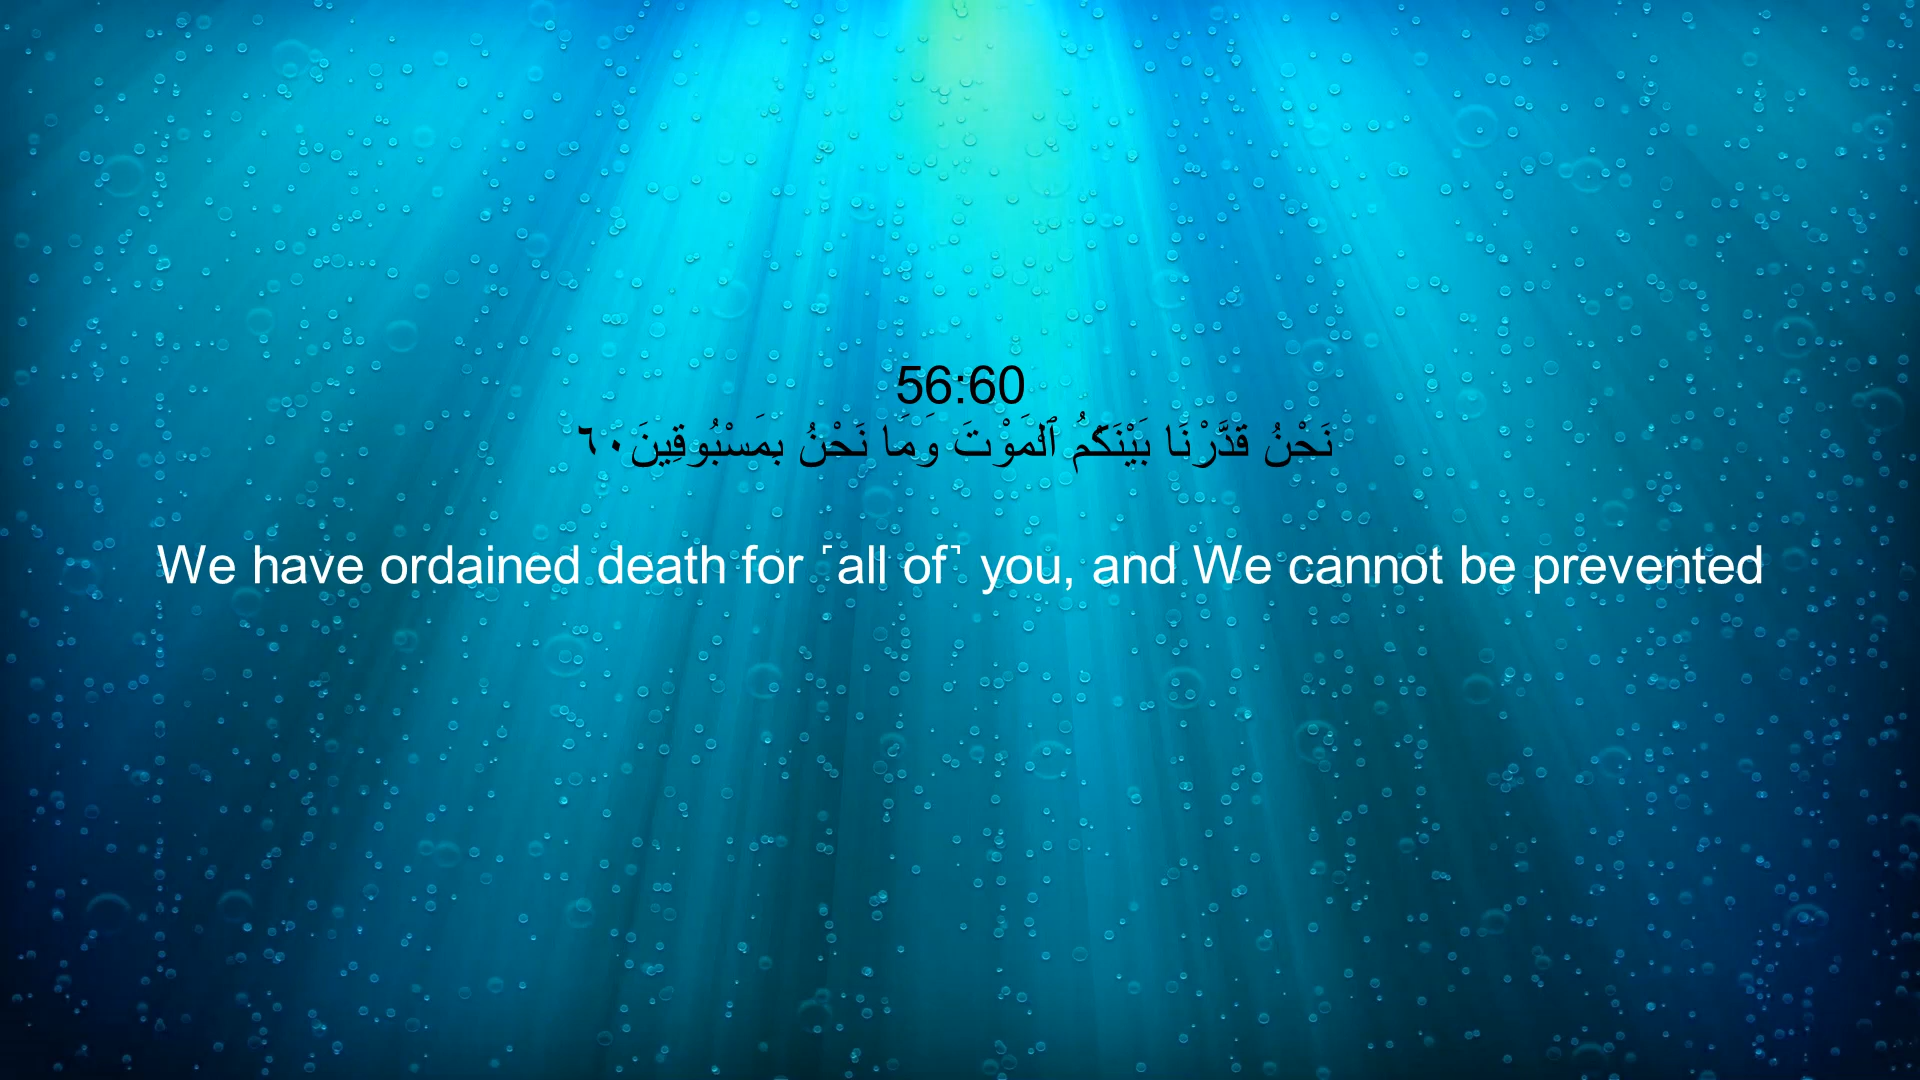 56:60
نَحْنُ قَدَّرْنَا بَيْنَكُمُ ٱلْمَوْتَ وَمَا نَحْنُ بِمَسْبُوقِينَ٦٠
We have ordained death for ˹all of˺ you, and We cannot be prevented